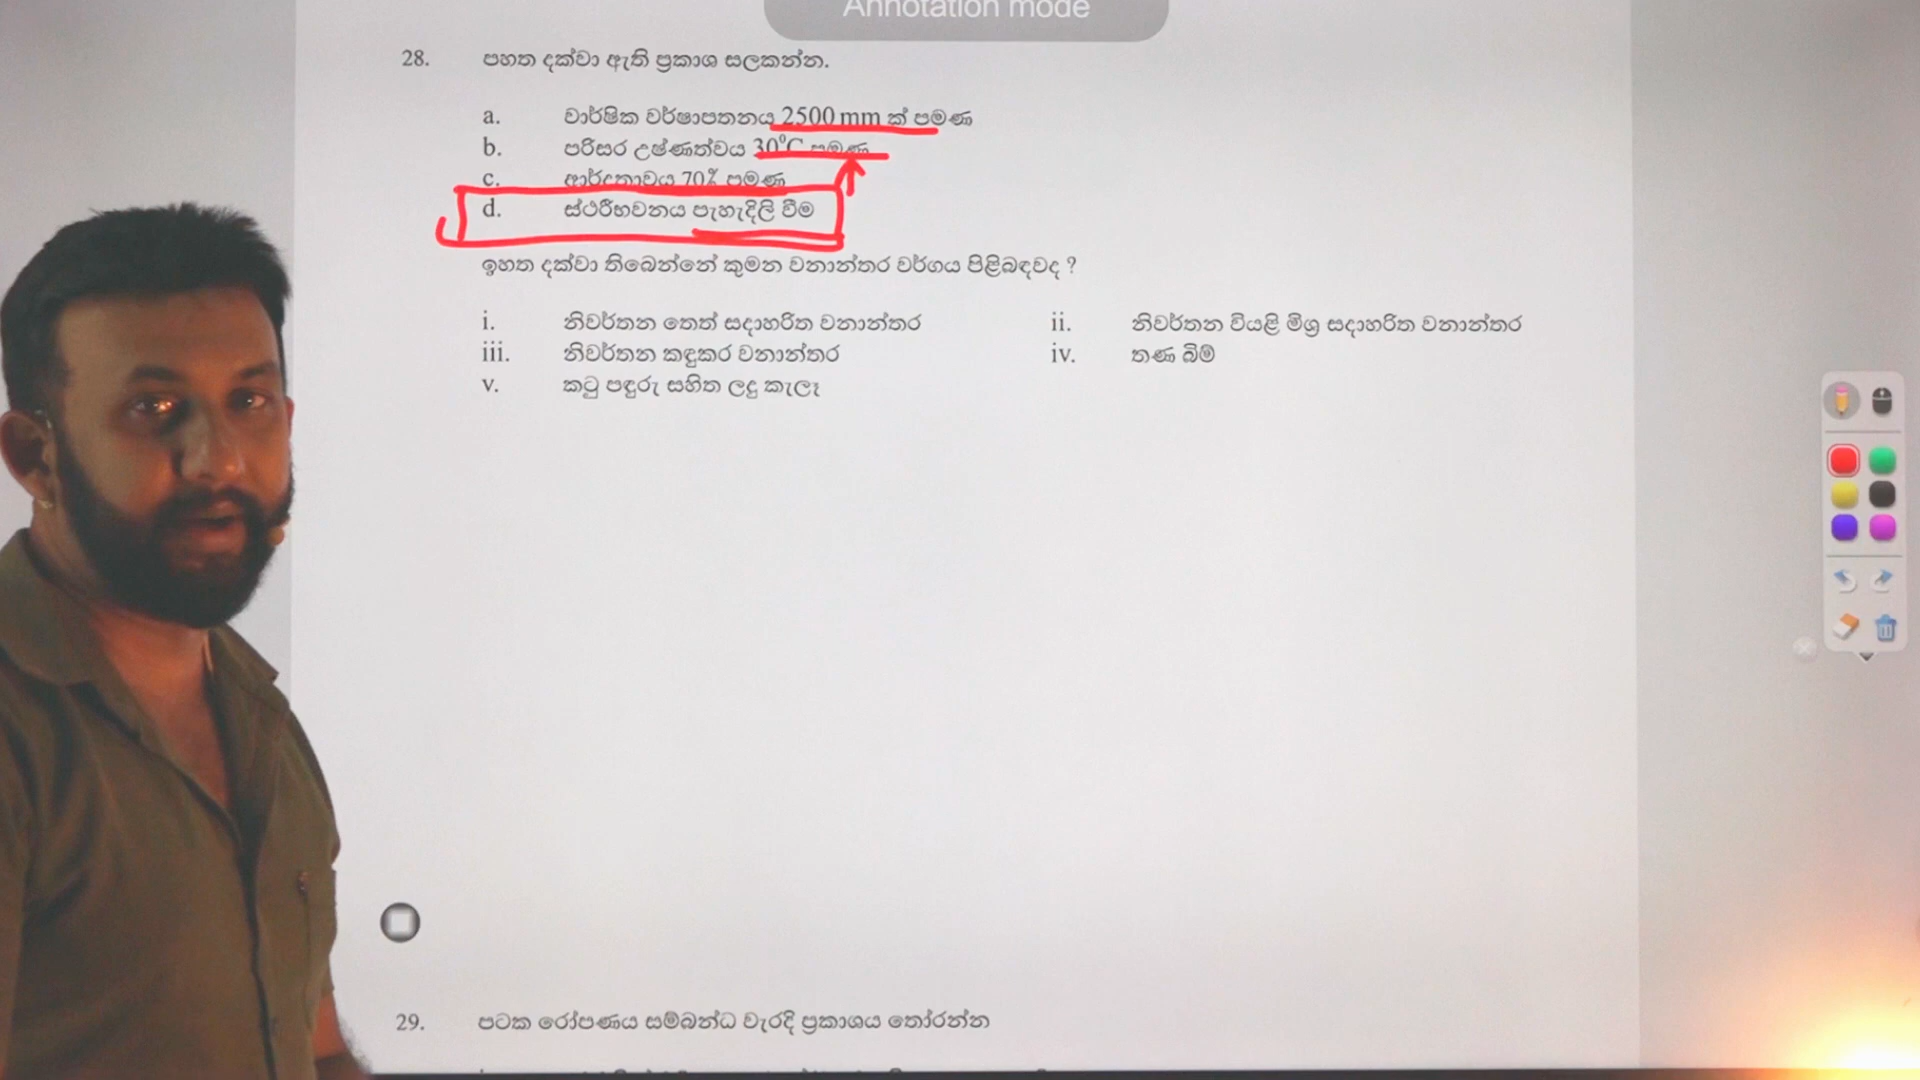 Annotation mode
28. පහත දක්වා ඇති ප්‍රකාශ සලකන්න.
a. වාර්ෂික වර්ෂාපතනය 2500 mm ක් පමණ
b. පරිසර උෂ්ණත්වය 30⁰C පමණ
c. ආර්ද්‍රතාවය 70% පමණ
d. ස්ථරීභවනය පැහැදිලි වීම
ඉහත දක්වා තිබෙන්නේ කුමන වනාන්තර වර්ගය පිළිබඳවද ?
i. නිවර්තන තෙත් සදාහරිත වනාන්තර ii. නිවර්තන වියළි මිශ්‍ර සදාහරිත වනාන්තර
iii. නිවර්තන කඳුකර වනාන්තර iv. තණ බිම්
v. කටු පඳුරු සහිත ලදු කැලෑ
29. පටක රෝපණය සම්බන්ධ වැරදි ප්‍රකාශය තෝරන්න